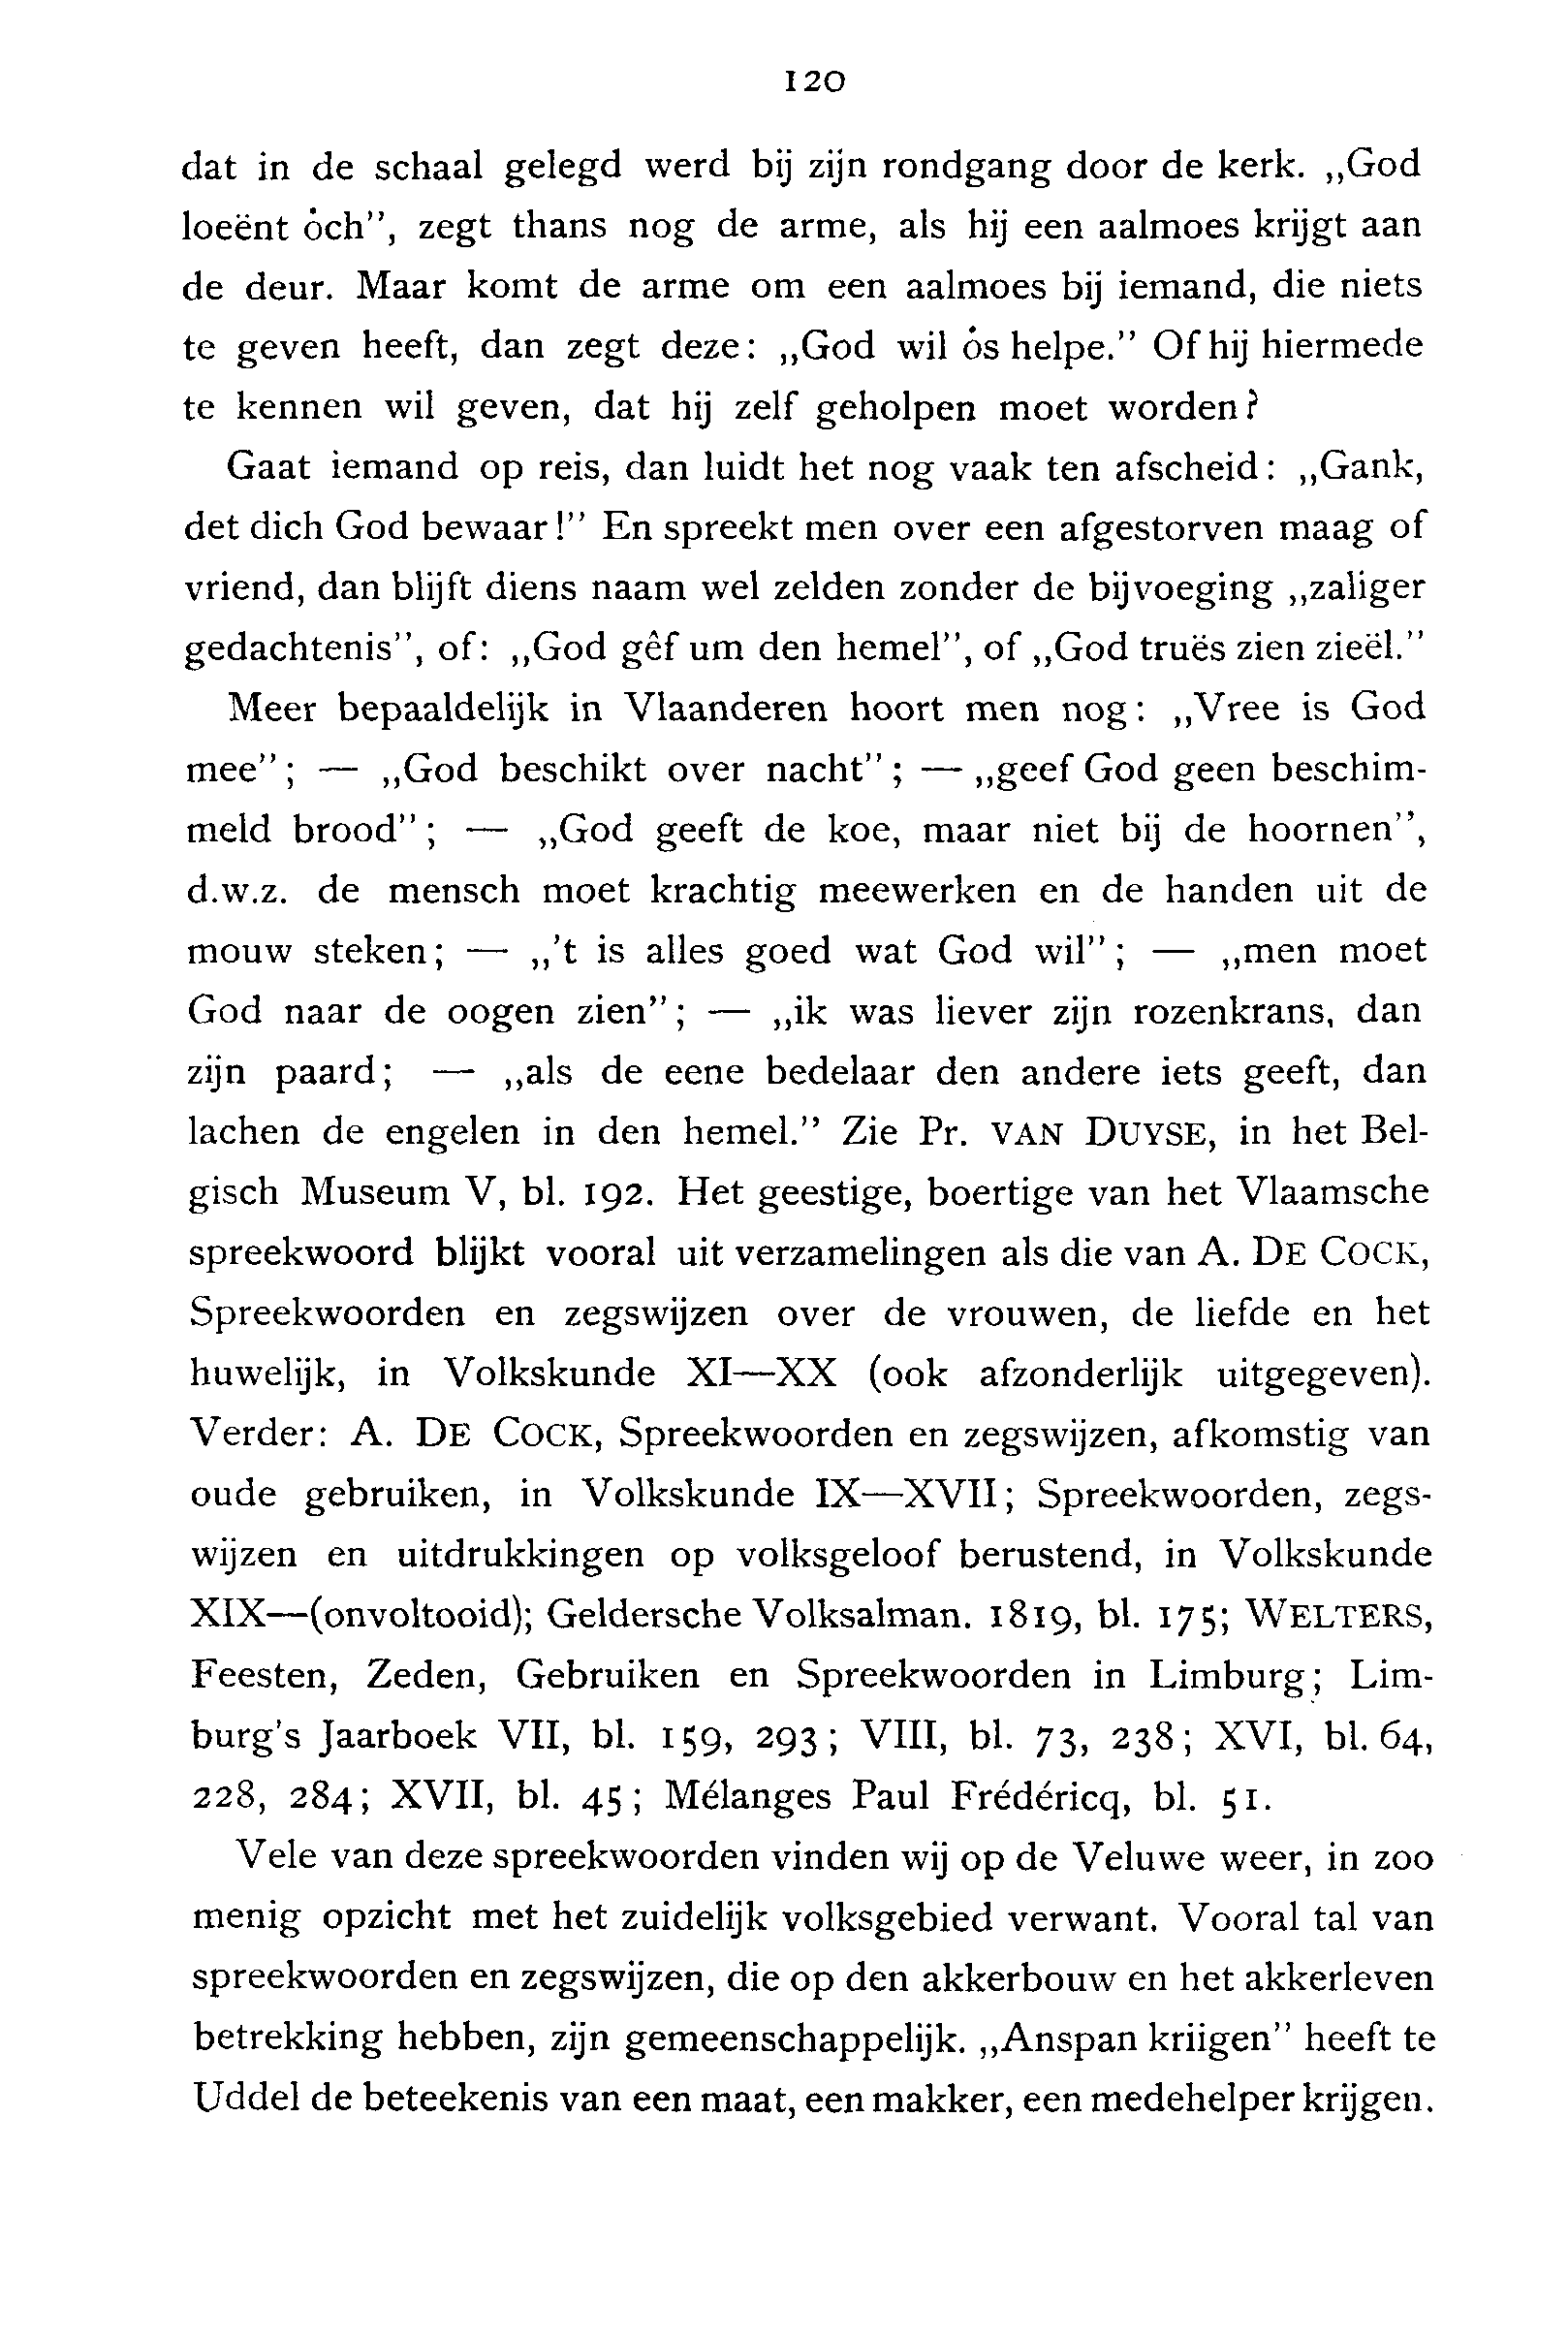 120
dat in de schaal gelegd werd bij zijn rondgang door de kerk. „God
loeënt óch”, zegt thans nog de arme, als hij een aalmoes krijgt aan
de deur. Maar komt de arme om een aalmoes bij iemand, die niets
te geven heeft, dan zegt deze: „God wil ós helpe.” Of hij hiermede
te kennen wil geven, dat hij zelf geholpen moet worden?
Gaat iemand op reis, dan luidt het nog vaak ten afscheid: „Gank,
det dich God bewaar!” En spreekt men over een afgestorven maag of
vriend, dan blijft diens naam wel zelden zonder de bijvoeging „zaliger
gedachtenis”, of: „God gêf um den hemel”, of „God truës zien zieël.”
Meer bepaaldelijk in Vlaanderen hoort men nog: „Vree is God
mee”; — „God beschikt over nacht”; — „geef God geen beschim-
meld brood”; — „God geeft de koe, maar niet bij de hoornen”,
d.w.z. de mensch moet krachtig meewerken en de handen uit de
mouw steken; — „'t is alles goed wat God wil”; — „men moet
God naar de oogen zien”; — „ik was liever zijn rozenkrans, dan
zijn paard; — „als de eene bedelaar den andere iets geeft, dan
lachen de engelen in den hemel.” Zie Pr. VAN DUYSE, in het Bel-
gisch Museum V, bl. 192. Het geestige, boertige van het Vlaamsche
spreekwoord blijkt vooral uit verzamelingen als die van A. DE COCK,
Spreekwoorden en zegswijzen over de vrouwen, de liefde en het
huwelijk, in Volkskunde XI—XX (ook afzonderlijk uitgegeven).
Verder: A. DE COCK, Spreekwoorden en zegswijzen, afkomstig van
oude gebruiken, in Volkskunde IX—XVII; Spreekwoorden, zegs-
wijzen en uitdrukkingen op volksgeloof berustend, in Volkskunde
XIX—(onvoltooid); Geldersche Volksalman. 1819, bl. 175; WELTERS,
Feesten, Zeden, Gebruiken en Spreekwoorden in Limburg; Lim-
burg's Jaarboek VII, bl. 159, 293; VIII, bl. 73, 238; XVI, bl. 64,
228, 284; XVII, bl. 45; Mélanges Paul Frédéricq, bl. 51.
Vele van deze spreekwoorden vinden wij op de Veluwe weer, in zoo
menig opzicht met het zuidelijk volksgebied verwant. Vooral tal van
spreekwoorden en zegswijzen, die op den akkerbouw en het akkerleven
betrekking hebben, zijn gemeenschappelijk. „Anspan kriigen” heeft te
Uddel de beteekenis van een maat, een makker, een medehelper krijgen.